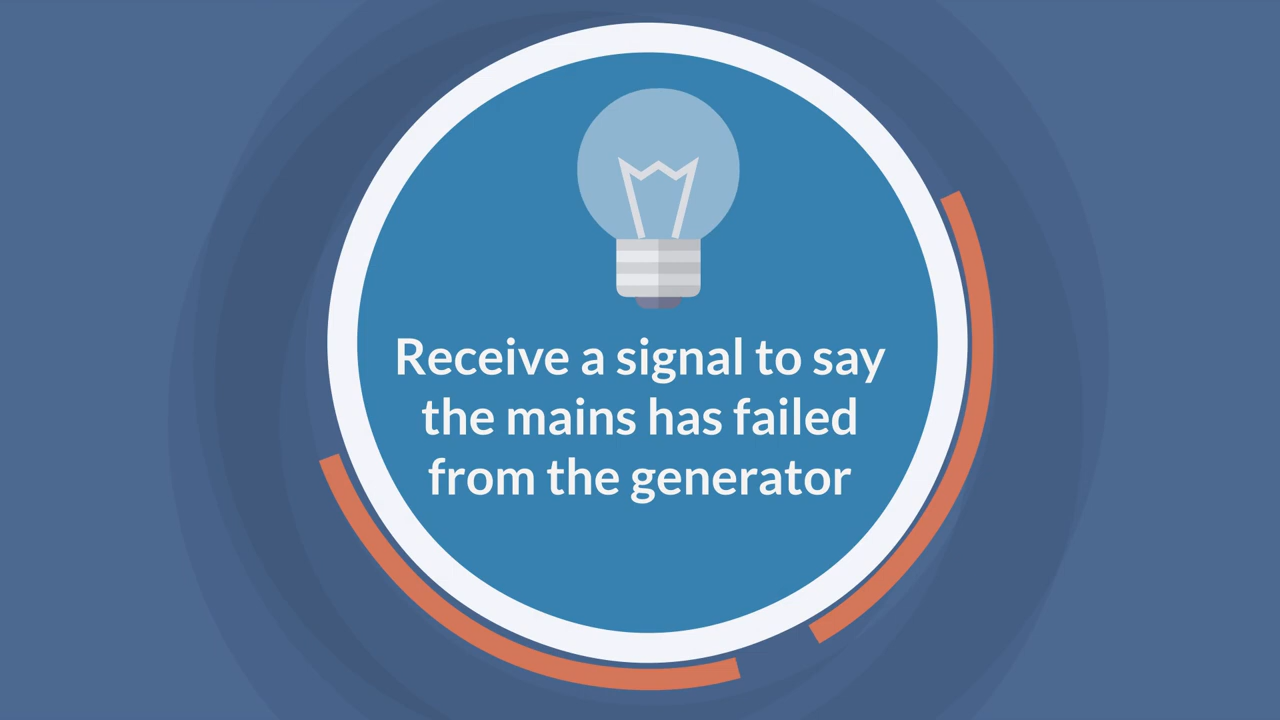 Receive a signal to say
the mains has failed
from the generator